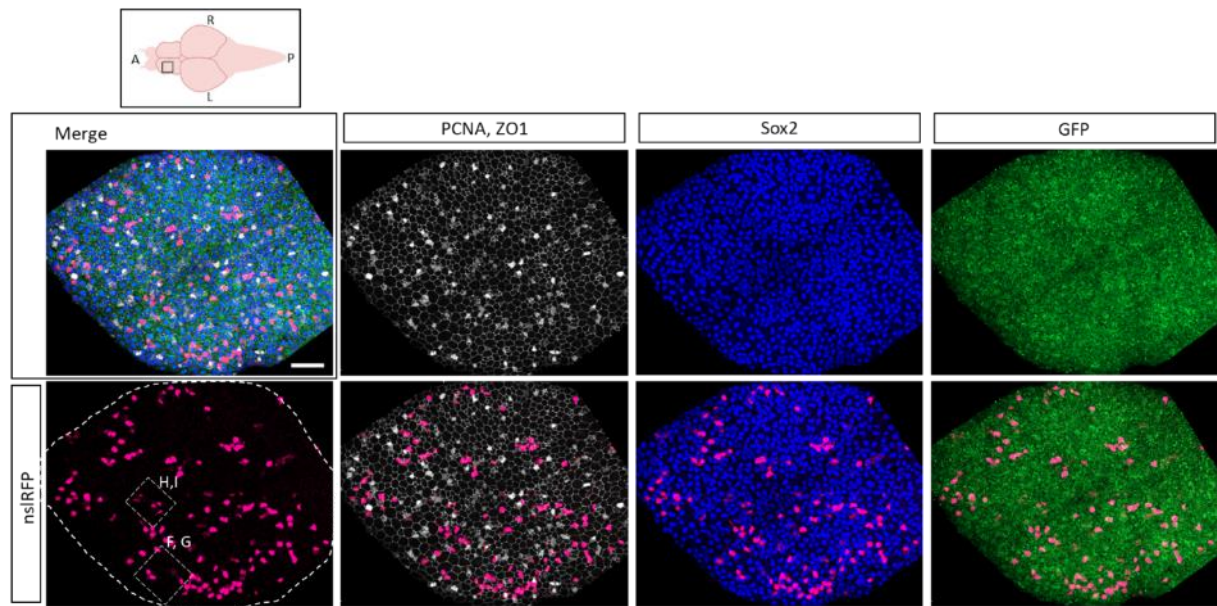 R
A
P
L
Merge
PCNA, ZO1
Sox2
GFP
nslRFP
H,I
F, G